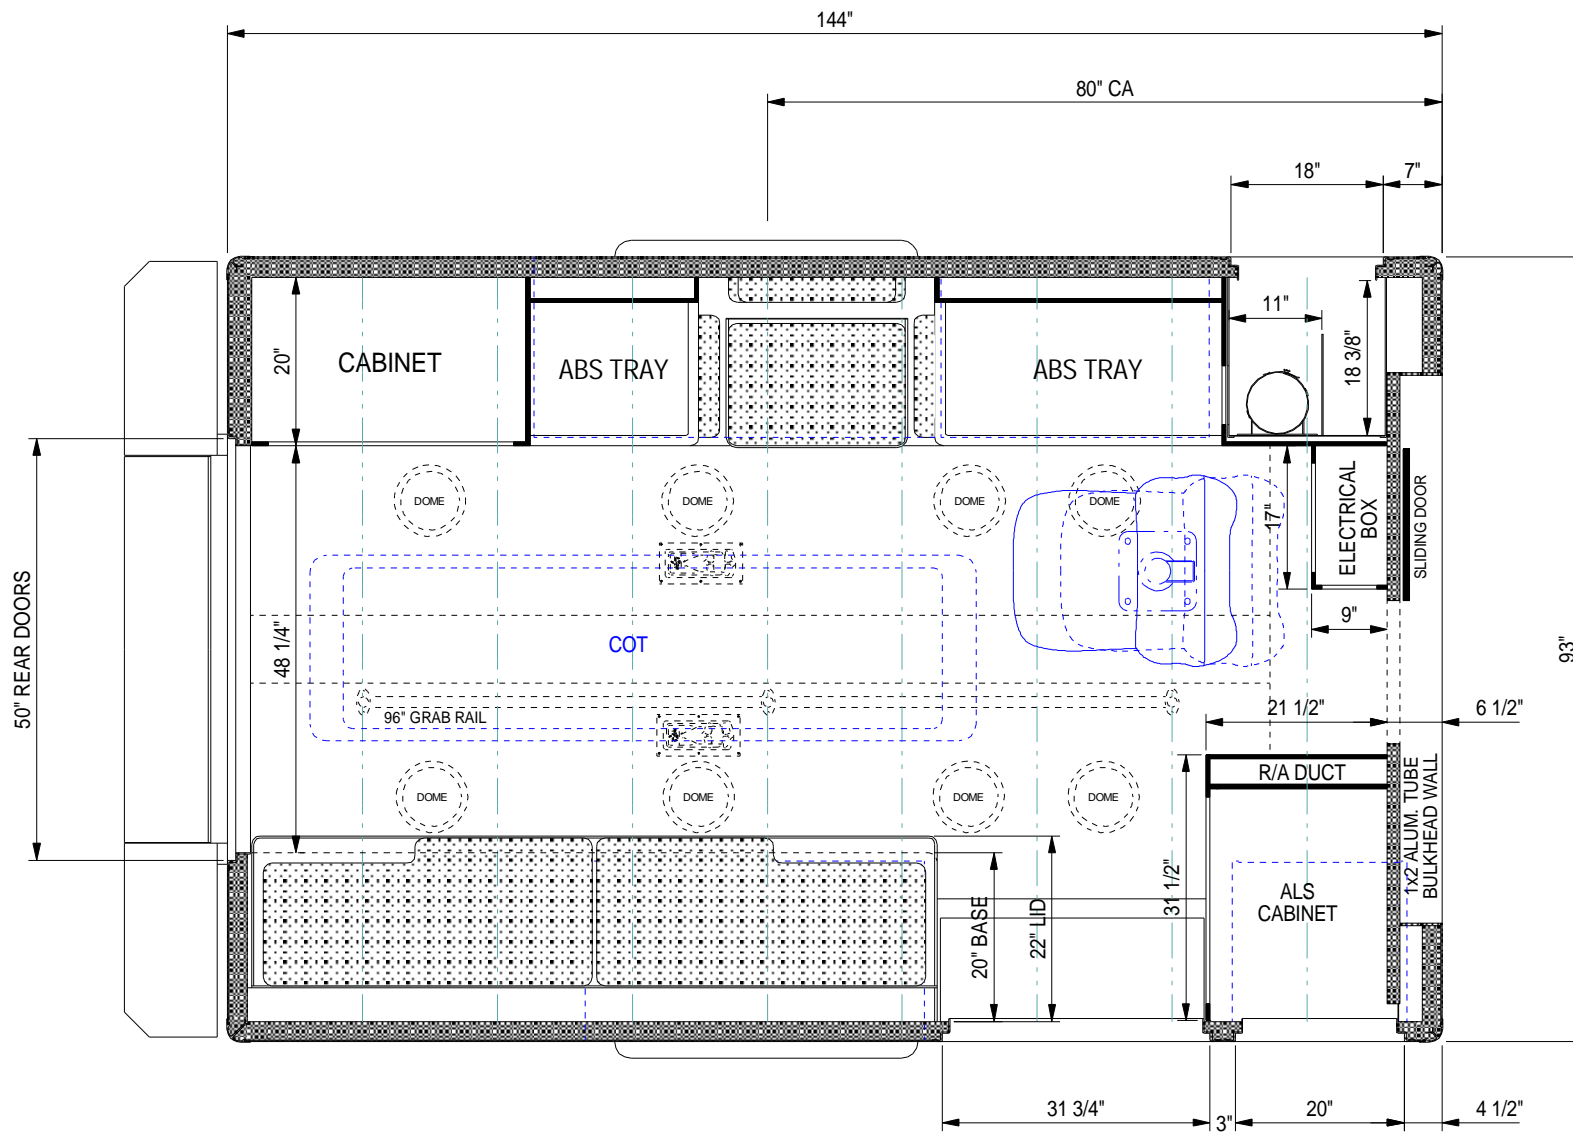 144"
80" CA
18"
7"
11"
20"
CABINET
ABS TRAY
ABS TRAY
18 3/8"
DOME
DOME
DOME
DOME
17"
ELECTRICAL
BOX
SLIDING DOOR
50" REAR DOORS
48 1/4"
COT
9"
93"
96" GRAB RAIL
21 1/2"
6 1/2"
R/A DUCT
DOME
DOME
DOME
DOME
1x2 ALUM. TUBE
BULKHEAD WALL
31 1/2"
ALS
CABINET
20" BASE
22" LID
31 3/4"
3"
20"
4 1/2"